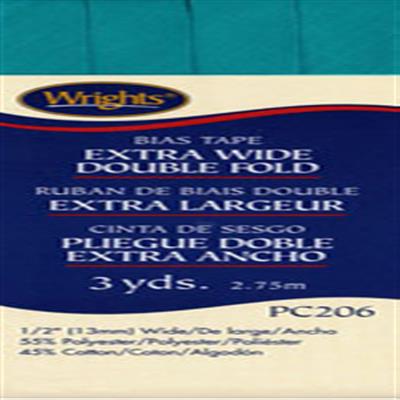 Wrights®
BIAS TAPE
EXTRA WIDE
DOUBLE FOLD
RUBAN DE BIAIS DOUBLE
EXTRA LARGEUR
CINTA DE SESGO
PLIEGUE DOBLE
EXTRA ANCHO
3 yds. 2.75m
PC206
1/2" (13mm) Wide/De large/Ancho
55% Polyester/Polyester/Poliéster
45% Cotton/Coton/Algodón